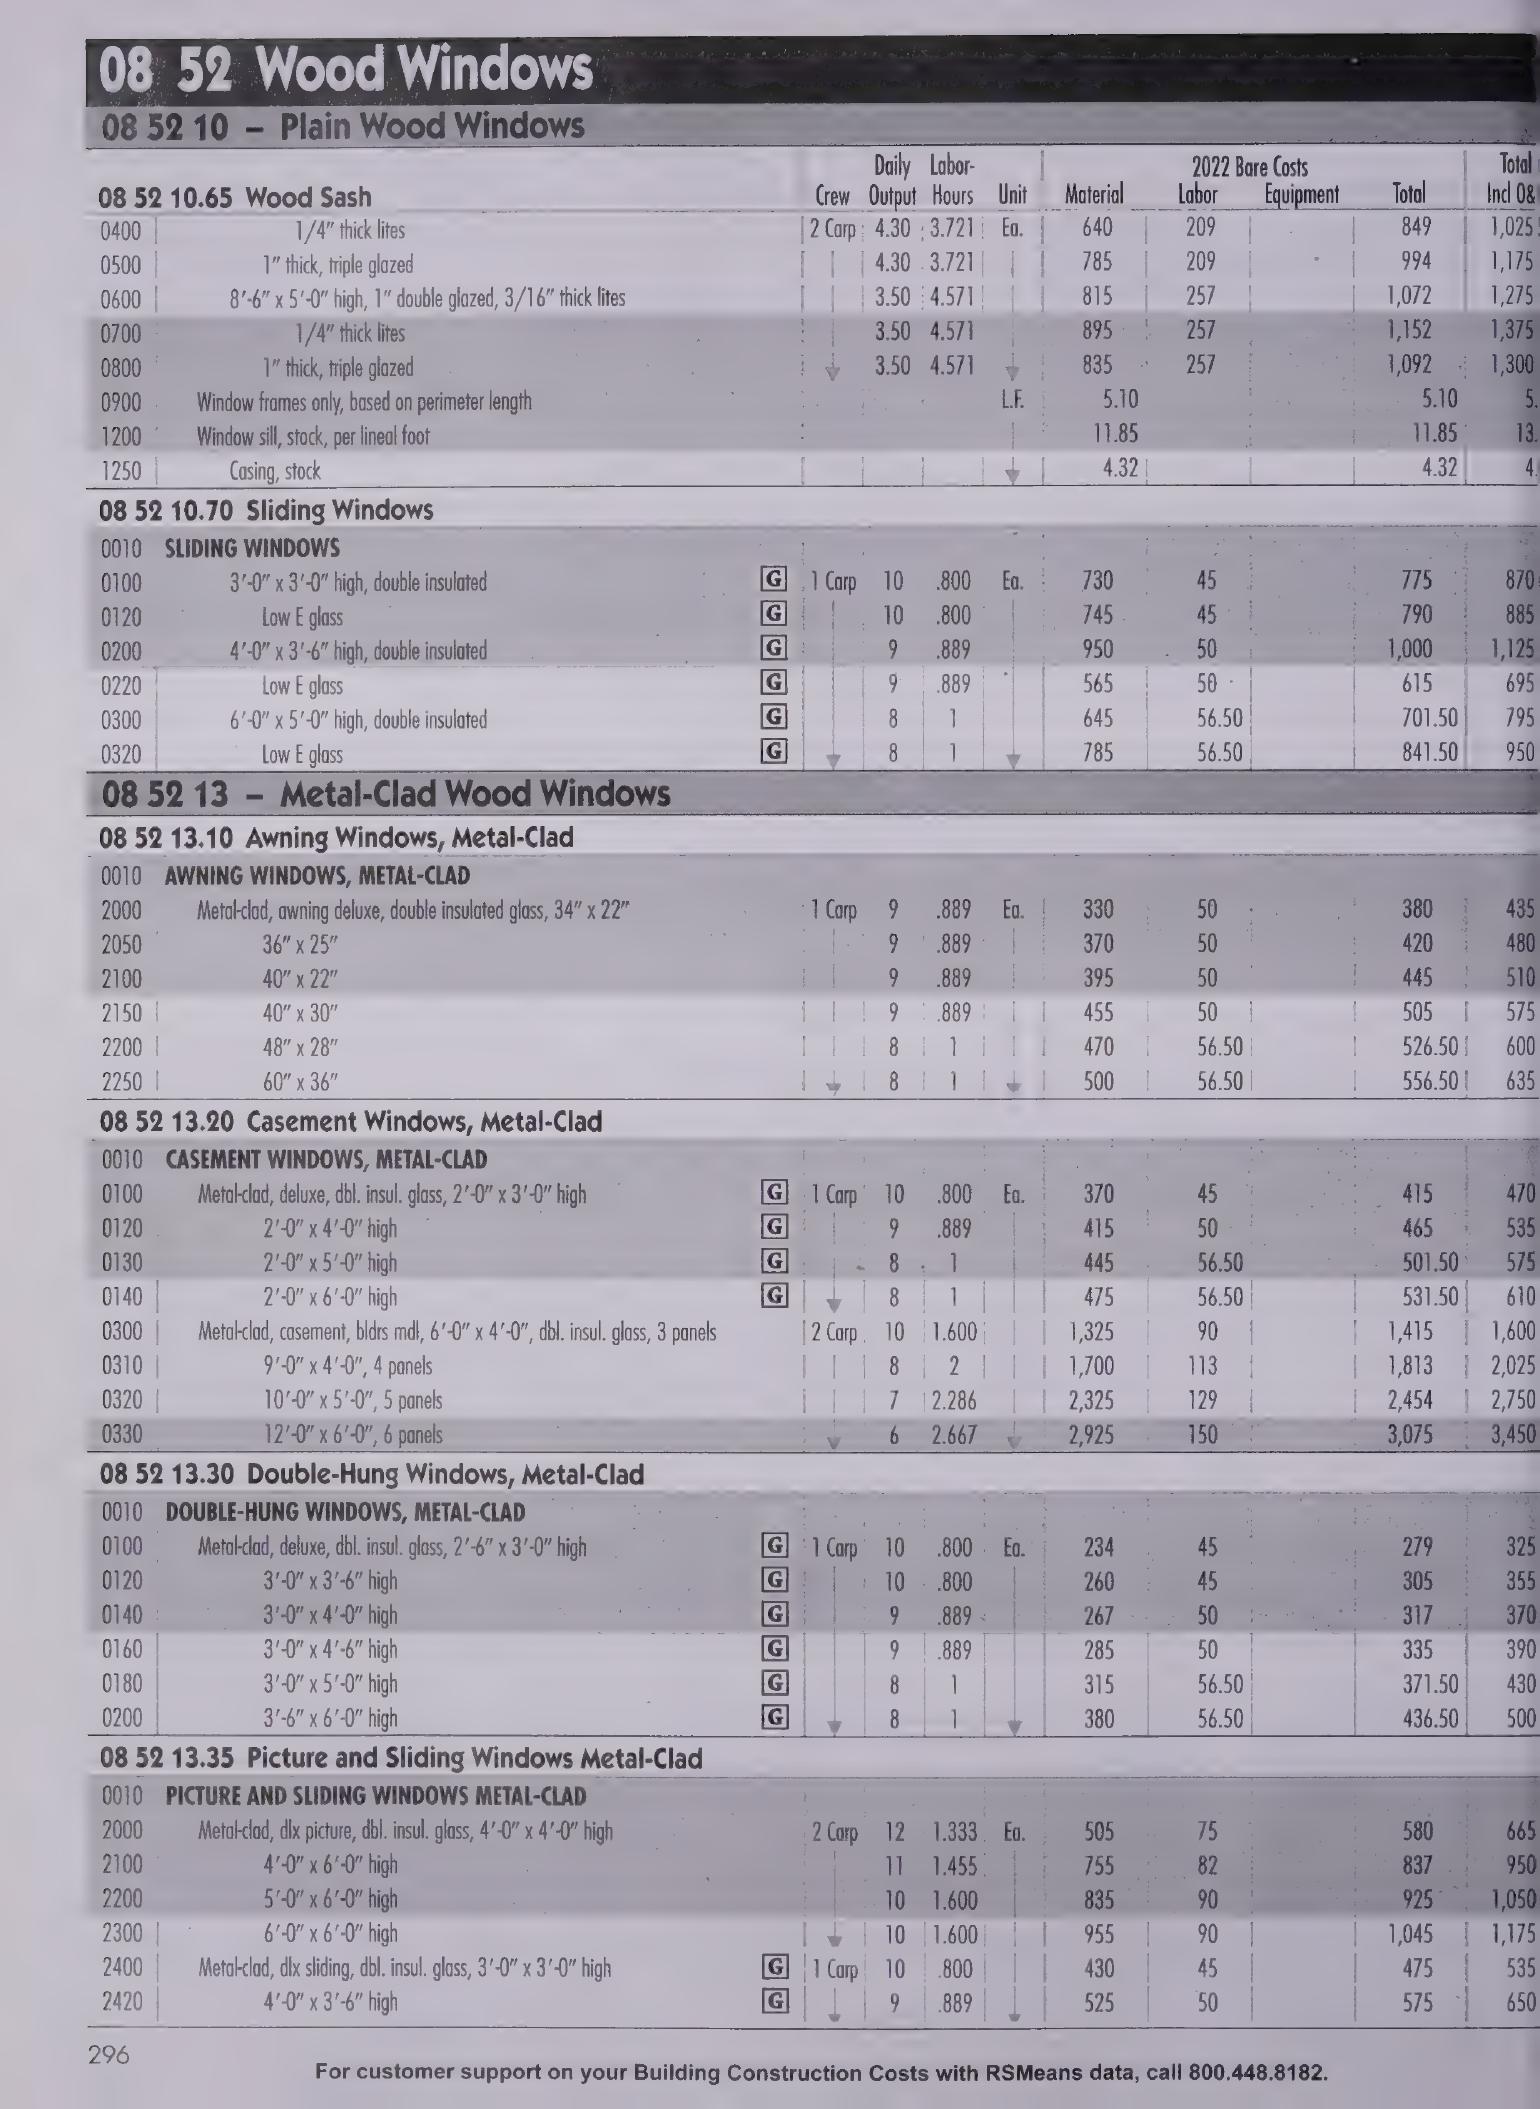 08 52 Wood Windows
08 52 10 – Plain Wood Windows
Daily Labor- 2022 Bare Costs Total
08 52 10.65 Wood Sash Crew Output Hours Unit Material Labor Equipment Total Incl O&
0400 1/4" thick lites 2 Carp 4.30 3.721 Ea. 640 209 849 1,025
0500 1" thick, triple glazed 4.30 3.721 785 209 994 1,175
0600 8'-6" x 5'-0" high, 1" double glazed, 3/16" thick lites 3.50 4.571 815 257 1,072 1,275
0700 1/4" thick lites 3.50 4.571 895 257 1,152 1,375
0800 1" thick, triple glazed 3.50 4.571 835 257 1,092 1,300
0900 Window frames only, based on perimeter length L.F. 5.10 5.10 5.
1200 Window sill, stock, per lineal foot 11.85 11.85 13.
1250 Casing, stock 4.32 4.32 4.
08 52 10.70 Sliding Windows
0010 SLIDING WINDOWS
0100 3'-0" x 3'-0" high, double insulated G 1 Carp 10 .800 Ea. 730 45 775 870
0120 Low E glass G 10 .800 745 45 790 885
0200 4'-0" x 3'-6" high, double insulated G 9 .889 950 50 1,000 1,125
0220 Low E glass G 9 .889 565 50 615 695
0300 6'-0" x 5'-0" high, double insulated G 8 1 645 56.50 701.50 795
0320 Low E glass G 8 1 785 56.50 841.50 950
08 52 13 – Metal-Clad Wood Windows
08 52 13.10 Awning Windows, Metal-Clad
0010 AWNING WINDOWS, METAL-CLAD
2000 Metal-clad, awning deluxe, double insulated glass, 34" x 22" 1 Carp 9 .889 Ea. 330 50 380 435
2050 36" x 25" 9 .889 370 50 420 480
2100 40" x 22" 9 .889 395 50 445 510
2150 40" x 30" 9 .889 455 50 505 575
2200 48" x 28" 8 1 470 56.50 526.50 600
2250 60" x 36" 8 1 500 56.50 556.50 635
08 52 13.20 Casement Windows, Metal-Clad
0010 CASEMENT WINDOWS, METAL-CLAD
0100 Metal-clad, deluxe, dbl. insul. glass, 2'-0" x 3'-0" high G 1 Carp 10 .800 Ea. 370 45 415 470
0120 2'-0" x 4'-0" high G 9 .889 415 50 465 535
0130 2'-0" x 5'-0" high G 8 1 445 56.50 501.50 575
0140 2'-0" x 6'-0" high G 8 1 475 56.50 531.50 610
0300 Metal-clad, casement, bldrs mdl, 6'-0" x 4'-0", dbl. insul. glass, 3 panels 2 Carp 10 1.600 1,325 90 1,415 1,600
0310 9'-0" x 4'-0", 4 panels 8 2 1,700 113 1,813 2,025
0320 10'-0" x 5'-0", 5 panels 7 2.286 2,325 129 2,454 2,750
0330 12'-0" x 6'-0", 6 panels 6 2.667 2,925 150 3,075 3,450
08 52 13.30 Double-Hung Windows, Metal-Clad
0010 DOUBLE-HUNG WINDOWS, METAL-CLAD
0100 Metal-clad, deluxe, dbl. insul. glass, 2'-6" x 3'-0" high G 1 Carp 10 .800 Ea. 234 45 279 325
0120 3'-0" x 3'-6" high G 10 .800 260 45 305 355
0140 3'-0" x 4'-0" high G 9 .889 267 50 317 370
0160 3'-0" x 4'-6" high G 9 .889 285 50 335 390
0180 3'-0" x 5'-0" high G 8 1 315 56.50 371.50 430
0200 3'-6" x 6'-0" high G 8 1 380 56.50 436.50 500
08 52 13.35 Picture and Sliding Windows Metal-Clad
0010 PICTURE AND SLIDING WINDOWS METAL-CLAD
2000 Metal-clad, dlx picture, dbl. insul. glass, 4'-0" x 4'-0" high 2 Carp 12 1.333 Ea. 505 75 580 665
2100 4'-0" x 6'-0" high 11 1.455 755 82 837 950
2200 5'-0" x 6'-0" high 10 1.600 835 90 925 1,050
2300 6'-0" x 6'-0" high 10 1.600 955 90 1,045 1,175
2400 Metal-clad, dlx sliding, dbl. insul. glass, 3'-0" x 3'-0" high G 1 Carp 10 .800 430 45 475 535
2420 4'-0" x 3'-6" high G 9 .889 525 50 575 650
296
For customer support on your Building Construction Costs with RSMeans data, call 800.448.8182.